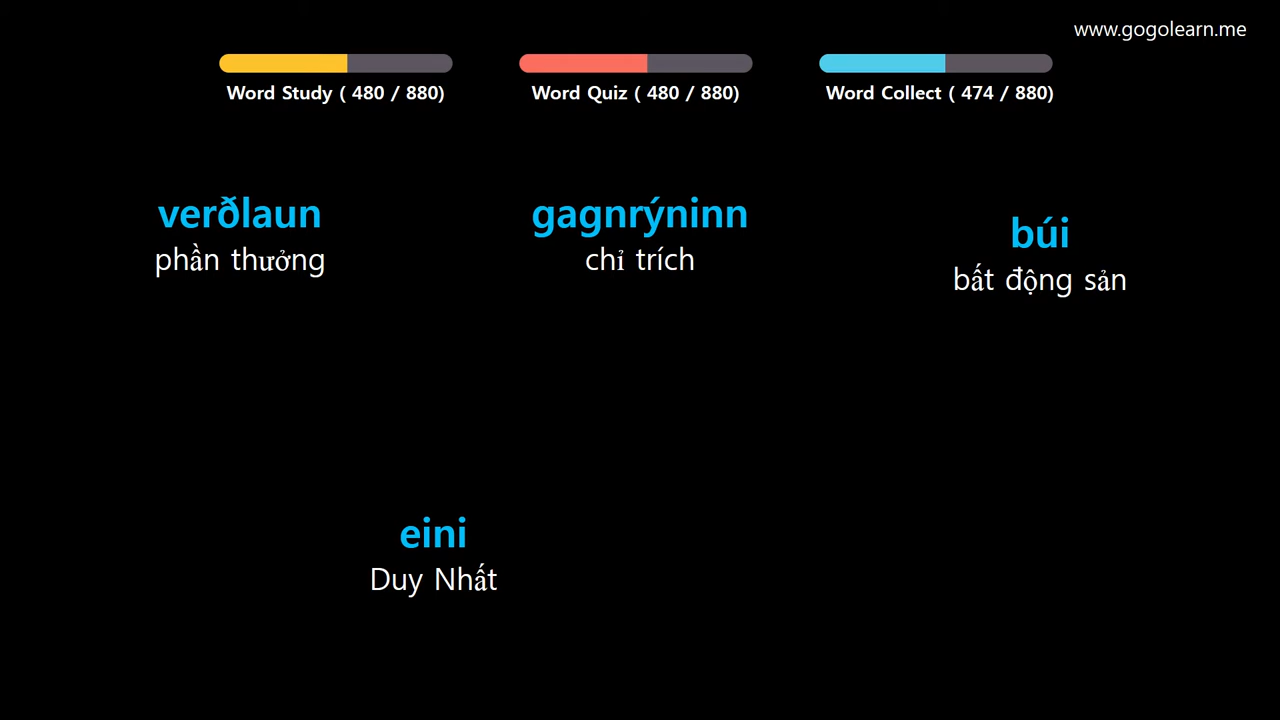 www.gogolearn.me
Word Study ( 480 / 880)
Word Quiz ( 480 / 880)
Word Collect ( 474 / 880)
verðlaun
phần thưởng
gagnrýninn
chỉ trích
búi
bất động sản
eini
Duy Nhất